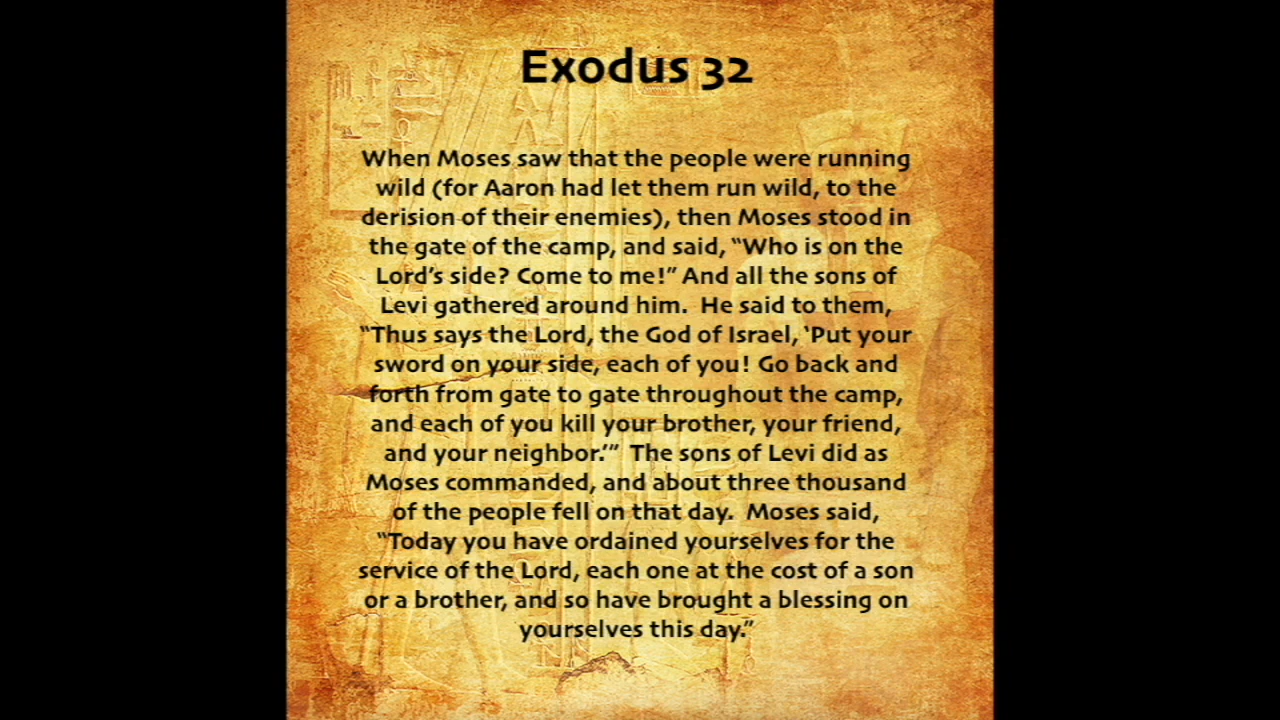 Exodus 32
When Moses saw that the people were running
wild (for Aaron had let them run wild, to the
derision of their enemies), then Moses stood in
the gate of the camp, and said, “Who is on the
Lord’s side? Come to me!” And all the sons of
Levi gathered around him.  He said to them,
“Thus says the Lord, the God of Israel, ‘Put your
sword on your side, each of you! Go back and
forth from gate to gate throughout the camp,
and each of you kill your brother, your friend,
and your neighbor.’”  The sons of Levi did as
Moses commanded, and about three thousand
of the people fell on that day.  Moses said,
“Today you have ordained yourselves for the
service of the Lord, each one at the cost of a son
or a brother, and so have brought a blessing on
yourselves this day.”